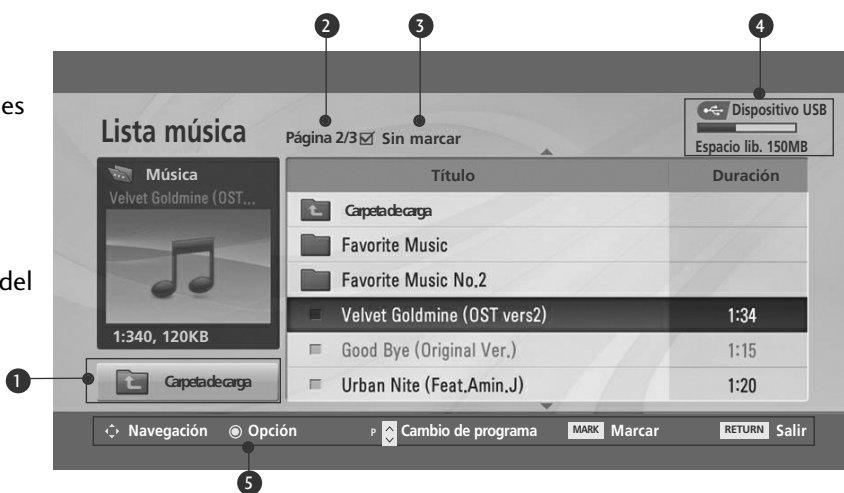 2
3
4
es
Dispositivo USB
Lista música
Página 2/3 Sin marcar
Espacio lib. 150MB
Música
Título
Duración
Velvet Goldmine (OST...
Carpeta de carga
Favorite Music
Favorite Music No.2
del
Velvet Goldmine (OST vers2) 1:34
1:340, 120KB
Good Bye (Original Ver.) 1:15
1
Carpeta de carga
Urban Nite (Feat.Amin.J) 1:20
Navegación Opción P Cambio de programa MARK Marcar RETURN Salir
5